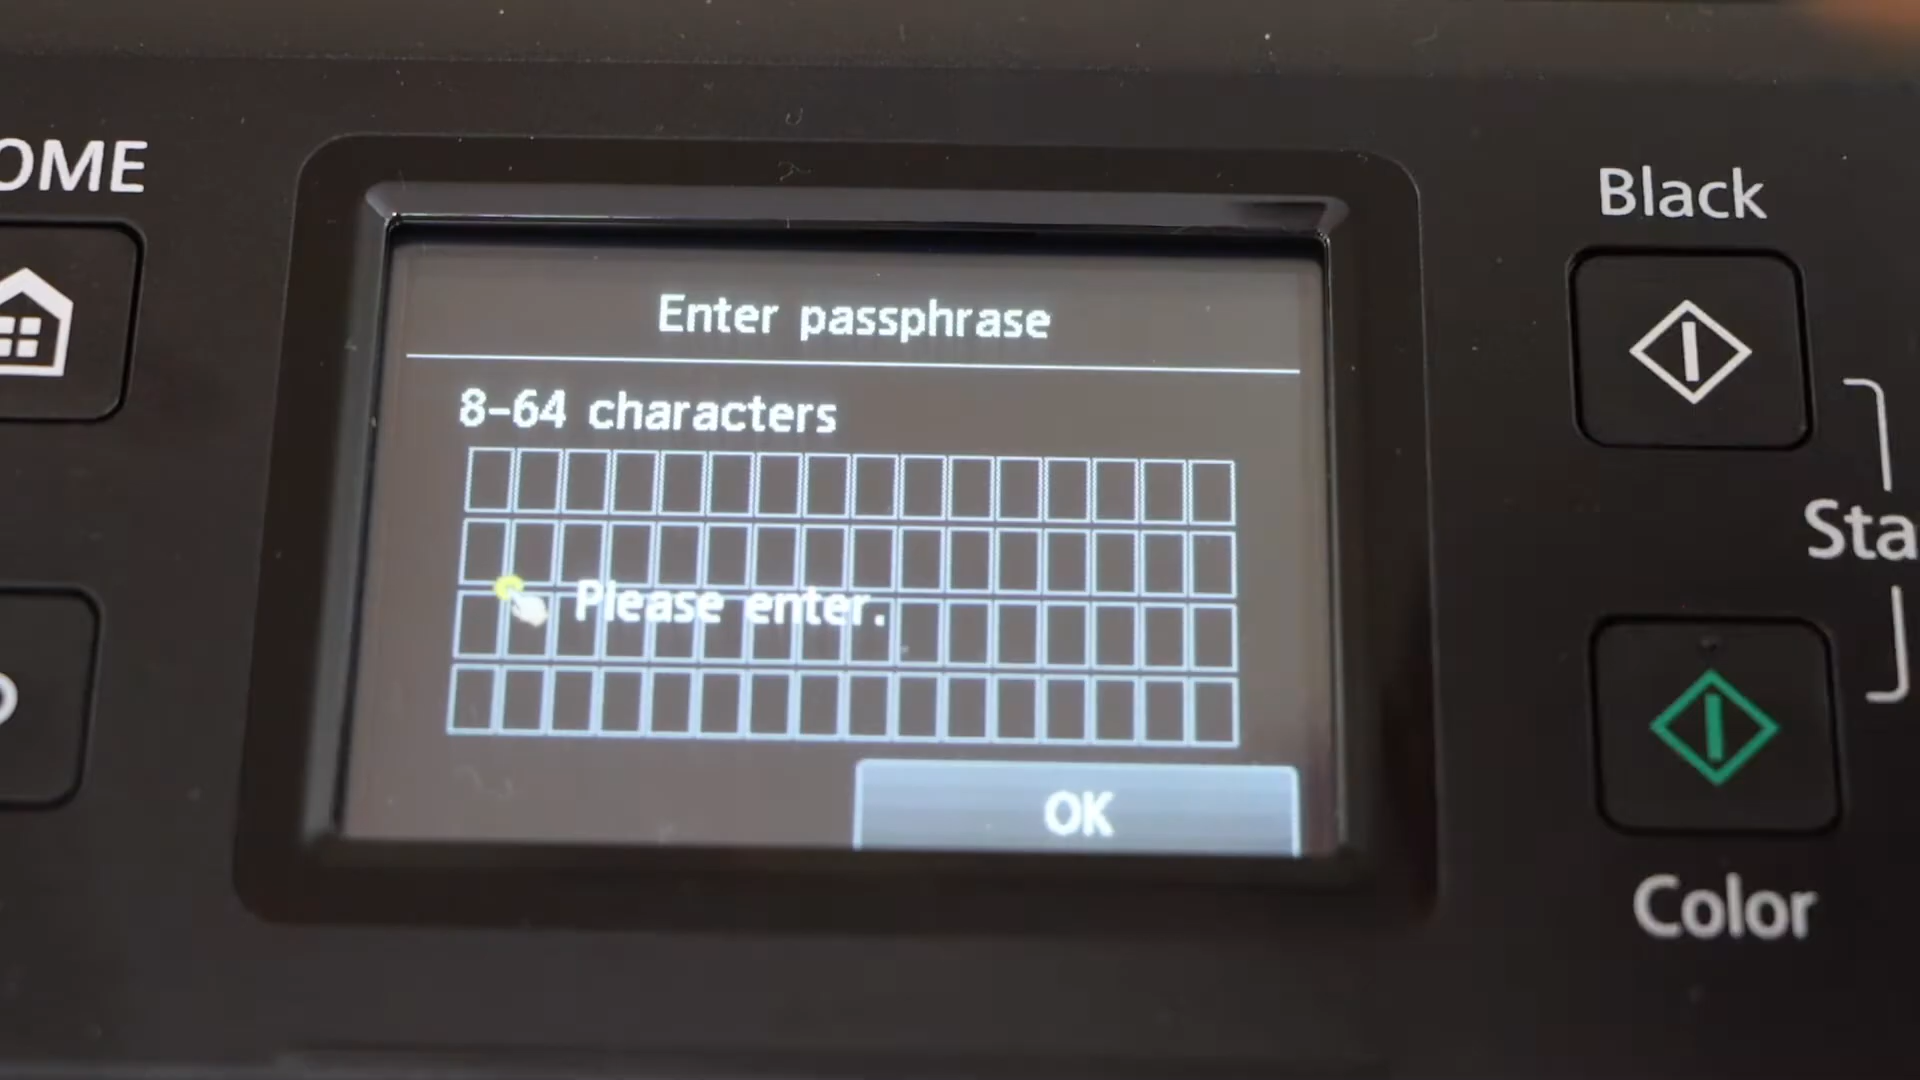 OME
Black
Enter passphrase
8-64 characters
Sta
Please enter.
OK
Color